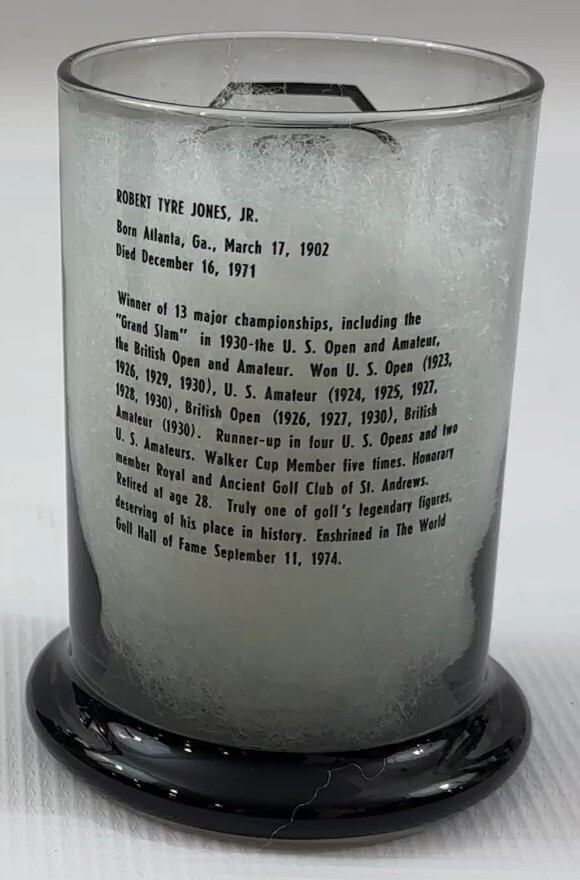 ROBERT TYRE JONES, JR.
Born Atlanta, Ga., March 17, 1902
Died December 16, 1971
Winner of 13 major championships, including the
"Grand Slam" in 1930-the U. S. Open and Amateur,
the British Open and Amateur. Won U. S. Open (1923,
1926, 1929, 1930), U. S. Amateur (1924, 1925, 1927,
1928, 1930), British Open (1926, 1927, 1930), British
Amateur (1930). Runner-up in four U. S. Opens and two
U. S. Amateurs. Walker Cup Member five times. Honorary
member Royal and Ancient Golf Club of St. Andrews.
Retired at age 28. Truly one of golf's legendary figures,
deserving of his place in history. Enshrined in The World
Golf Hall of Fame September 11, 1974.